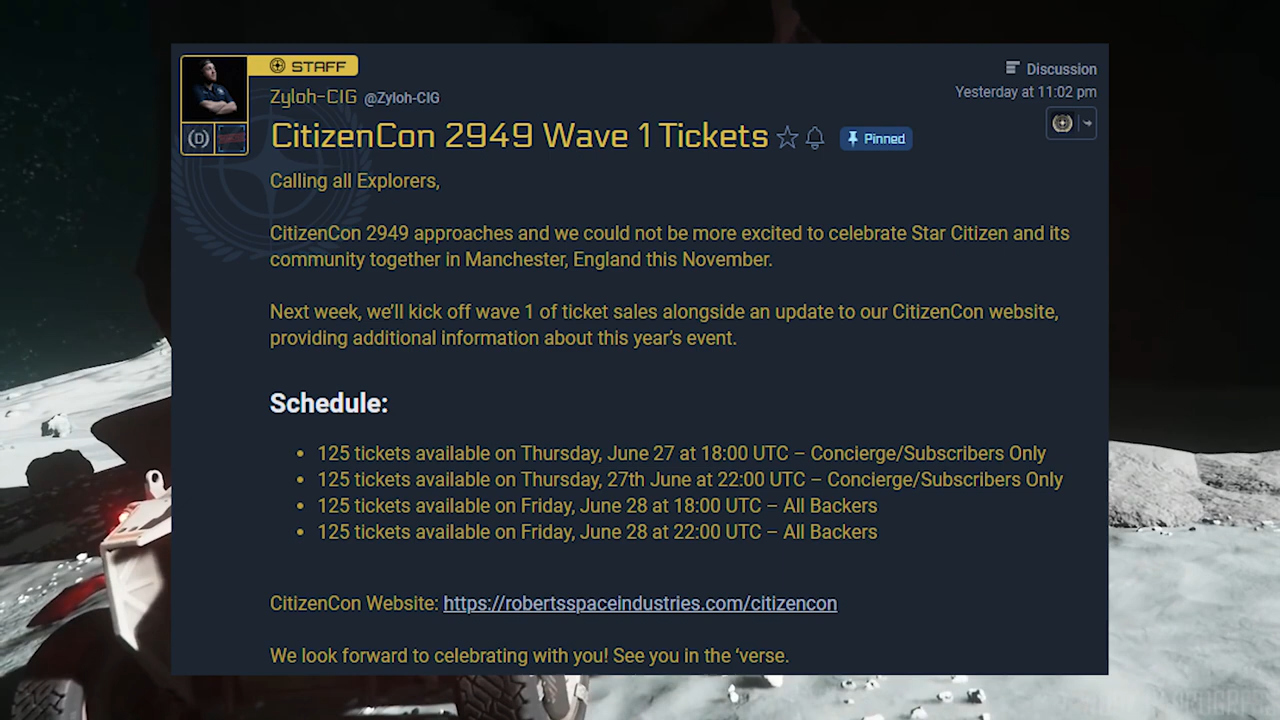 STAFF
Discussion
Zyloh-CIG @Zyloh-CIG
Yesterday at 11:02 pm
CitizenCon 2949 Wave 1 Tickets
Pinned
Calling all Explorers,
CitizenCon 2949 approaches and we could not be more excited to celebrate Star Citizen and its
community together in Manchester, England this November.
Next week, we’ll kick off wave 1 of ticket sales alongside an update to our CitizenCon website,
providing additional information about this year’s event.
Schedule:
• 125 tickets available on Thursday, June 27 at 18:00 UTC – Concierge/Subscribers Only
• 125 tickets available on Thursday, 27th June at 22:00 UTC – Concierge/Subscribers Only
• 125 tickets available on Friday, June 28 at 18:00 UTC – All Backers
• 125 tickets available on Friday, June 28 at 22:00 UTC – All Backers
CitizenCon Website: https://robertsspaceindustries.com/citizencon
We look forward to celebrating with you! See you in the ‘verse.